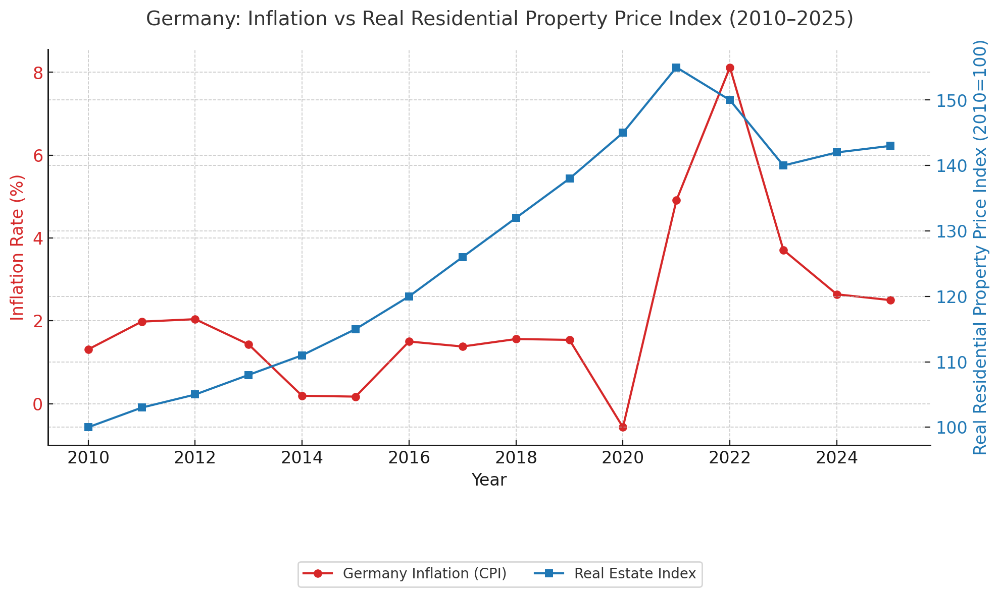 Germany: Inflation vs Real Residential Property Price Index (2010–2025)
Inflation Rate (%)
8
6
4
2
0
Real Residential Property Price Index (2010=100)
150
140
130
120
110
100
2010 2012 2014 2016 2018 2020 2022 2024
Year
Germany Inflation (CPI) Real Estate Index